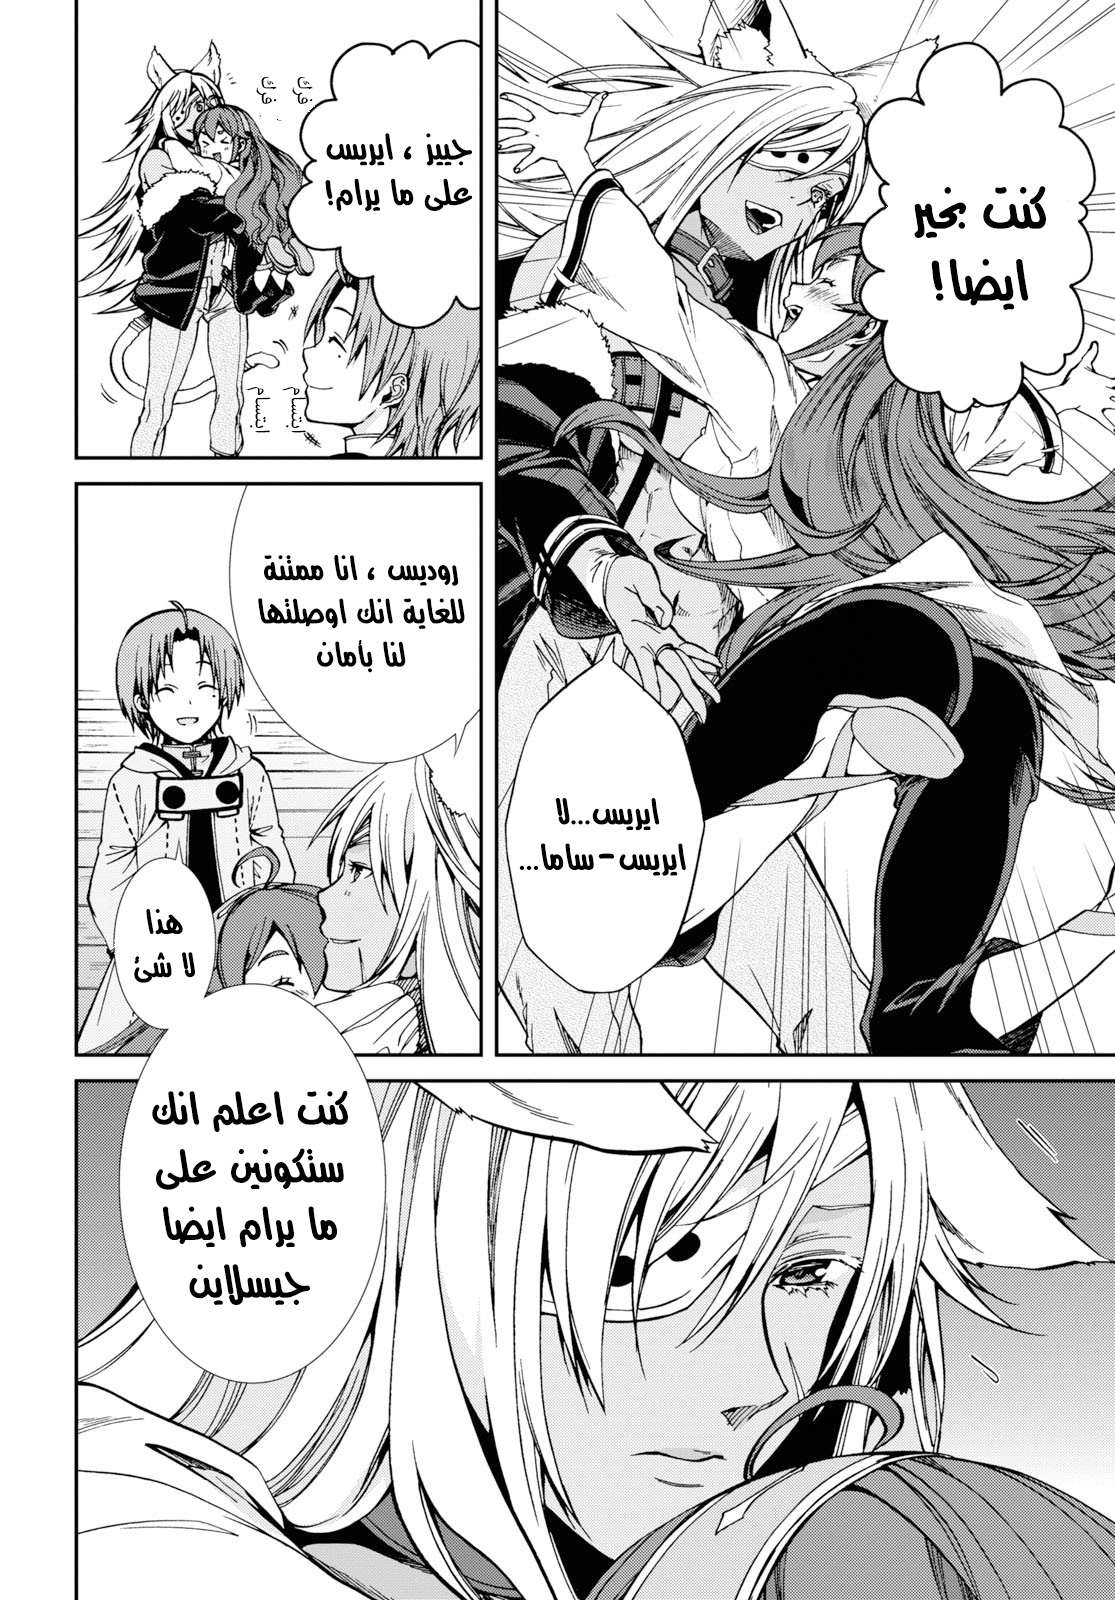 كنت بخير
ايضا!
ايريس...لا
ايريس-ساما...
جييز ، ايريس
على ما يرام!
روديس ، انا ممتنة
للغاية انك اوصلتها
لنا بأمان
هذا
لا شئ
كنت اعلم انك
ستكونين على
ما يرام ايضا
جيسلاين